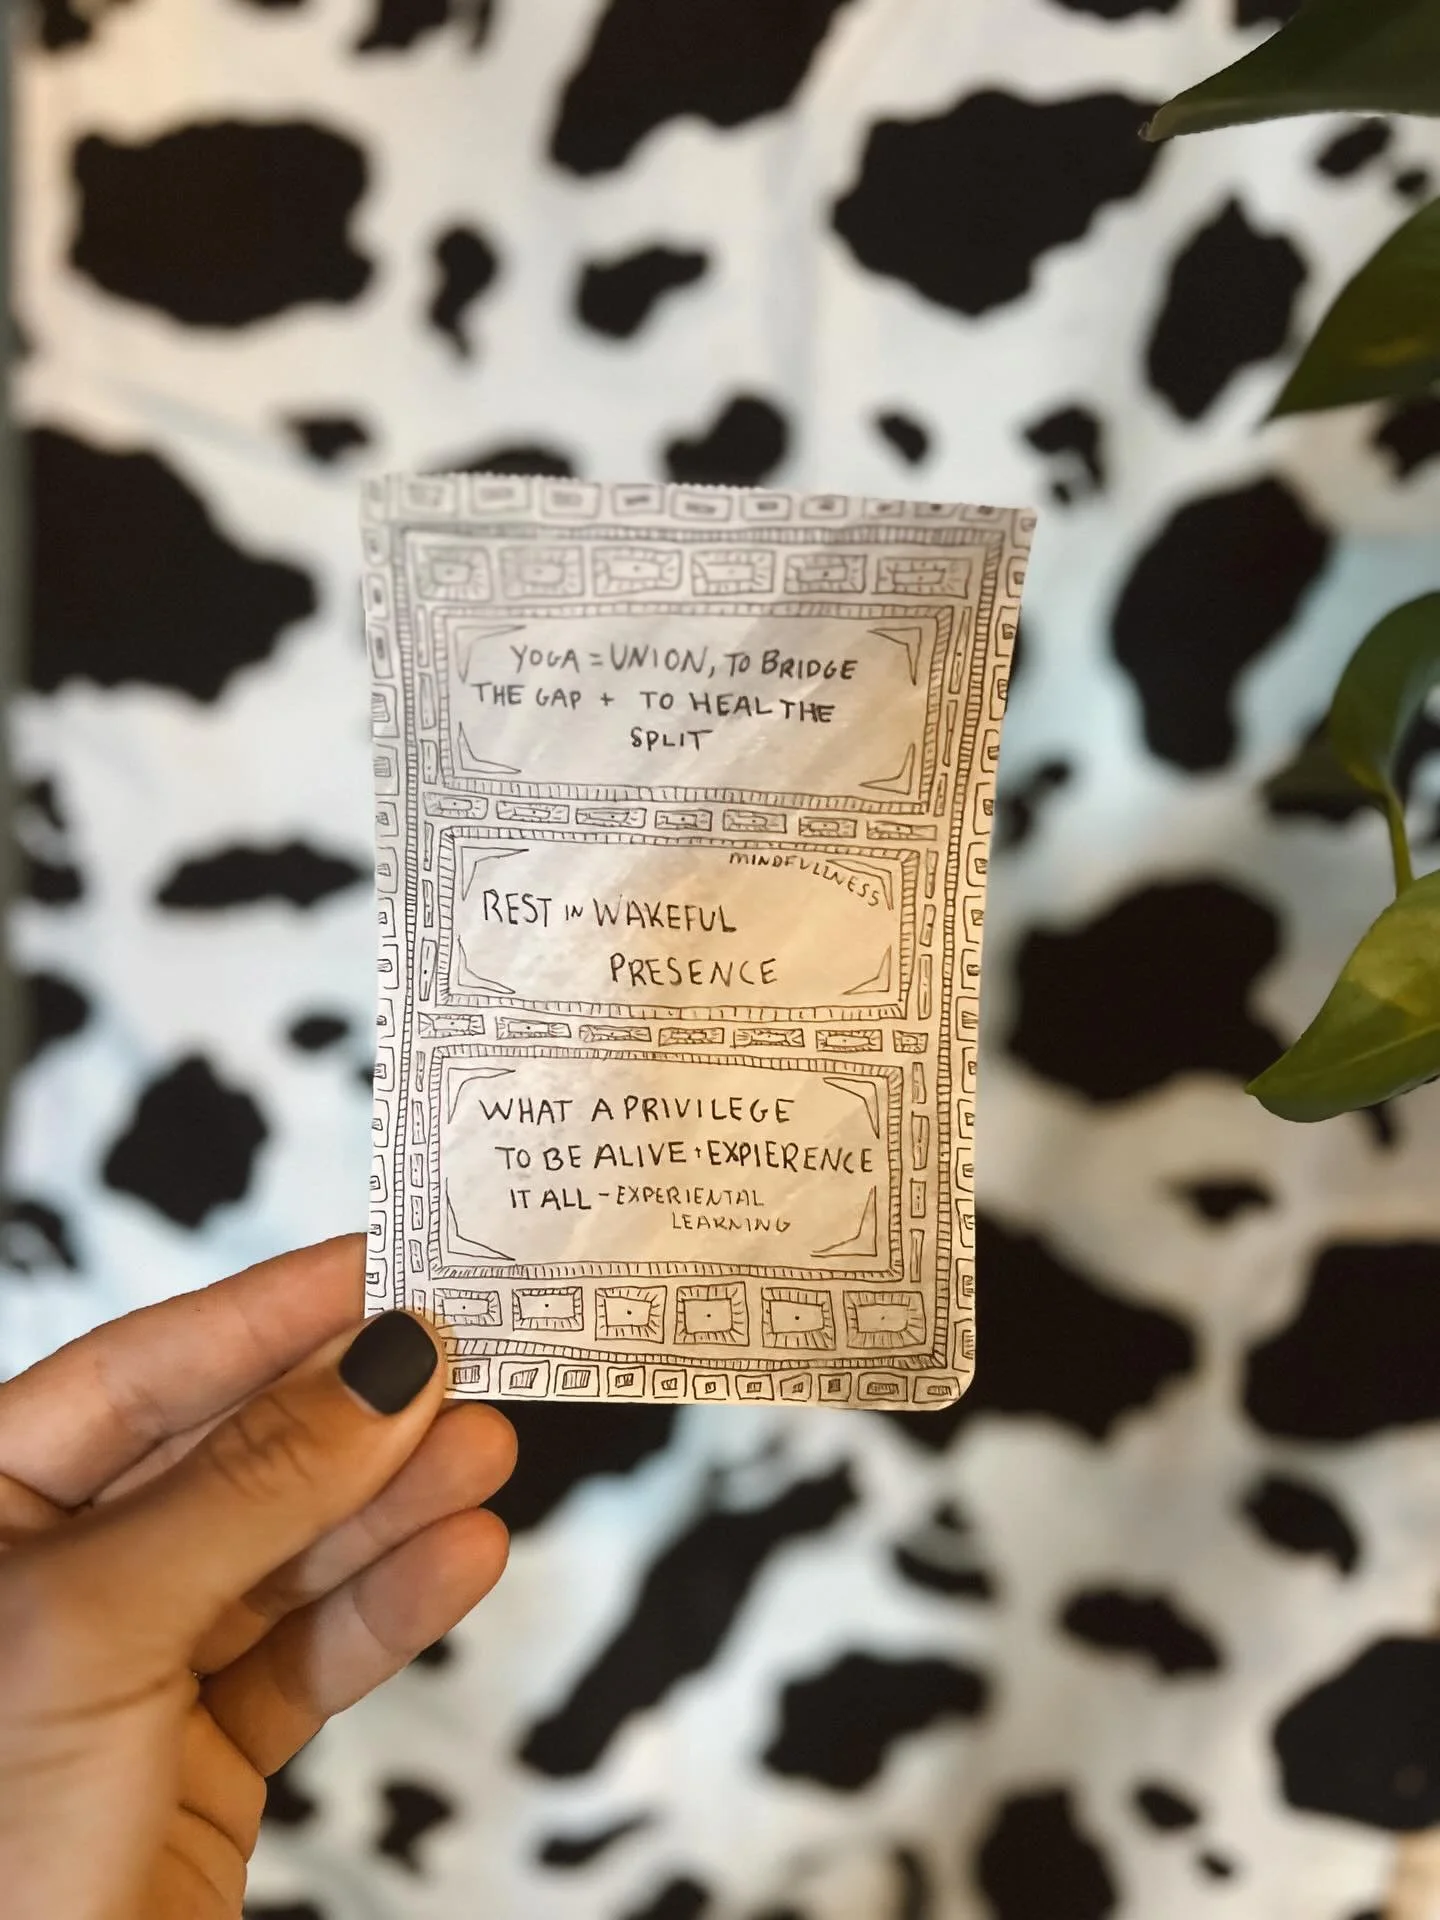 YOGA = UNION, TO BRIDGE
THE GAP + TO HEAL THE
SPLIT
MINDFULLNESS
REST IN WAKEFUL
PRESENCE
WHAT A PRIVILEGE
TO BE ALIVE + EXPIERENCE
IT ALL - EXPERIENTAL
LEARNING